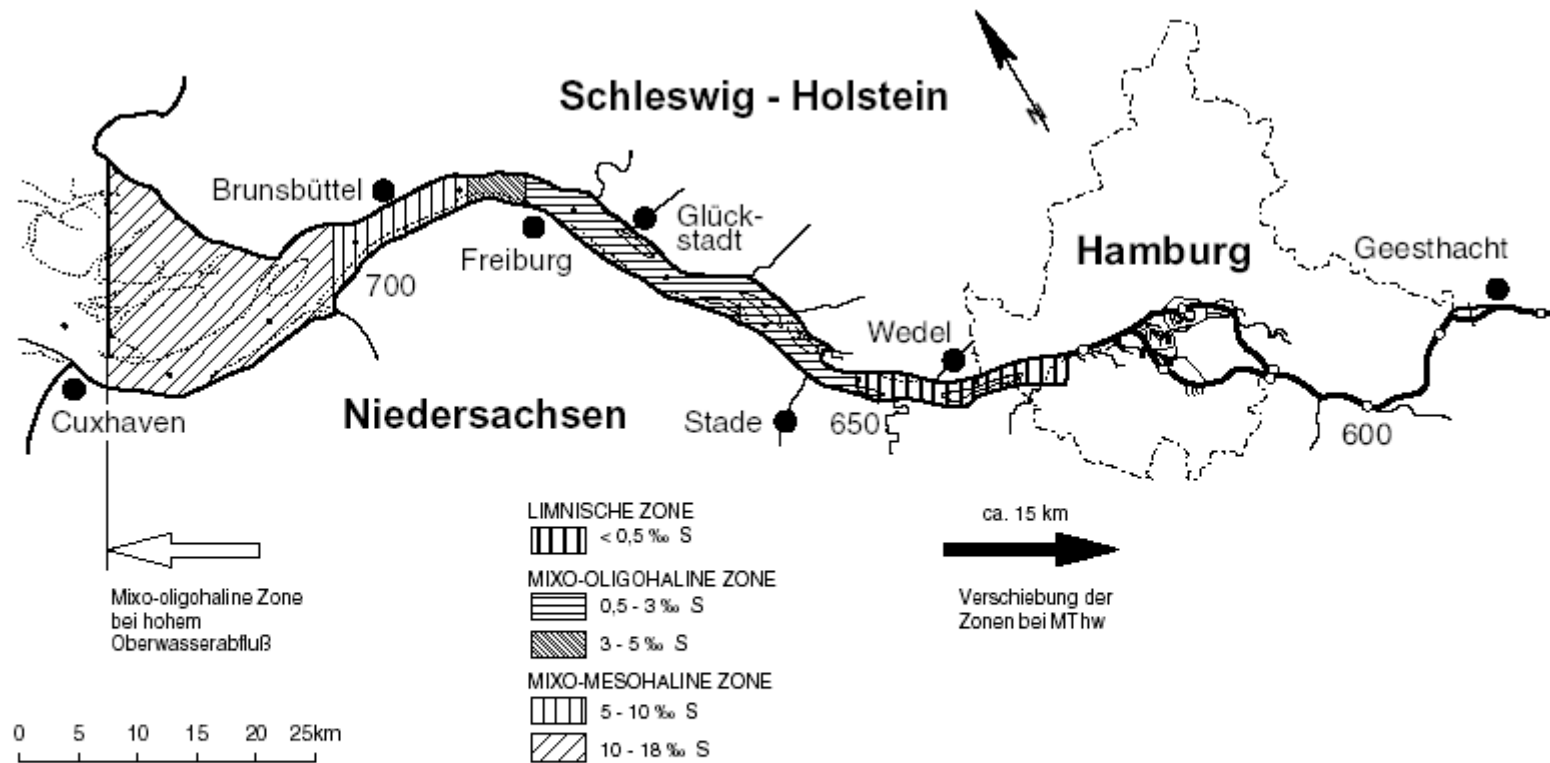 Schleswig - Holstein
N
Brunsbüttel
Glück-
stadt
Freiburg
Hamburg
Geesthacht
700
Wedel
Cuxhaven
Niedersachsen
Stade
650
600
LIMNISCHE ZONE
< 0,5 ‰ S
MIXO-OLIGOHALINE ZONE
0,5 - 3 ‰ S
3 - 5 ‰ S
MIXO-MESOHALINE ZONE
5 - 10 ‰ S
10 - 18 ‰ S
ca. 15 km
Verschiebung der
Zonen bei MThw
Mixo-oligohaline Zone
bei hohem
Oberwasserabfluß
0 5 10 15 20 25km